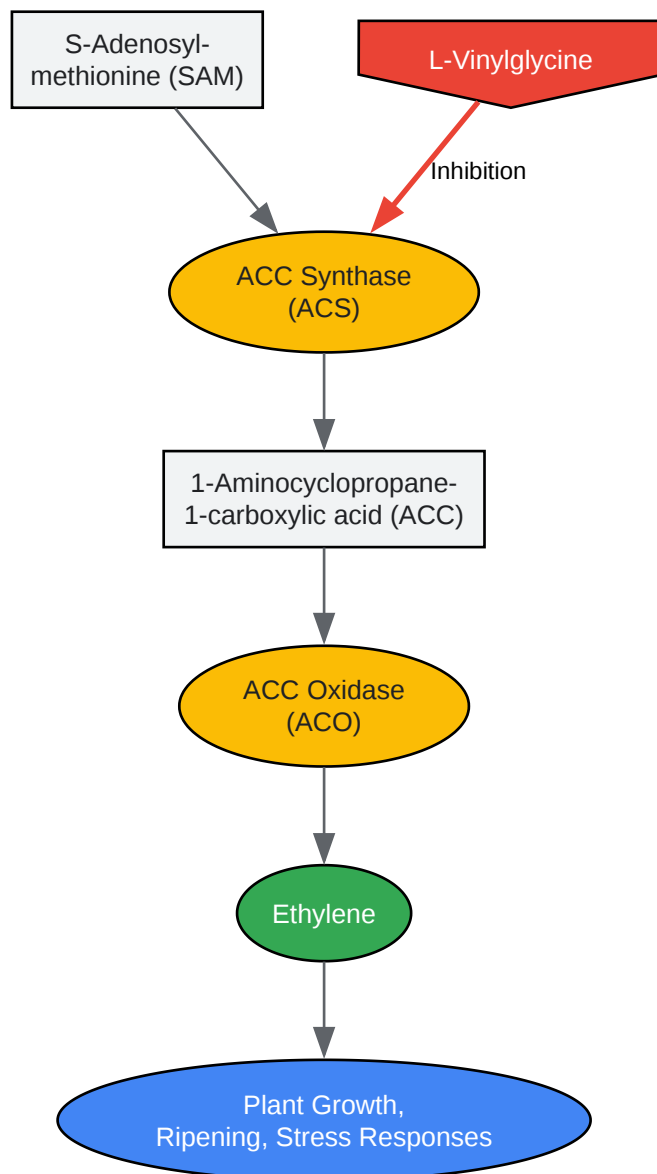 S-Adenosyl-
methionine (SAM)
L-Vinylglycine
Inhibition
ACC Synthase
(ACS)
1-Aminocyclopropane-
1-carboxylic acid (ACC)
ACC Oxidase
(ACO)
Ethylene
Plant Growth,
Ripening, Stress Responses